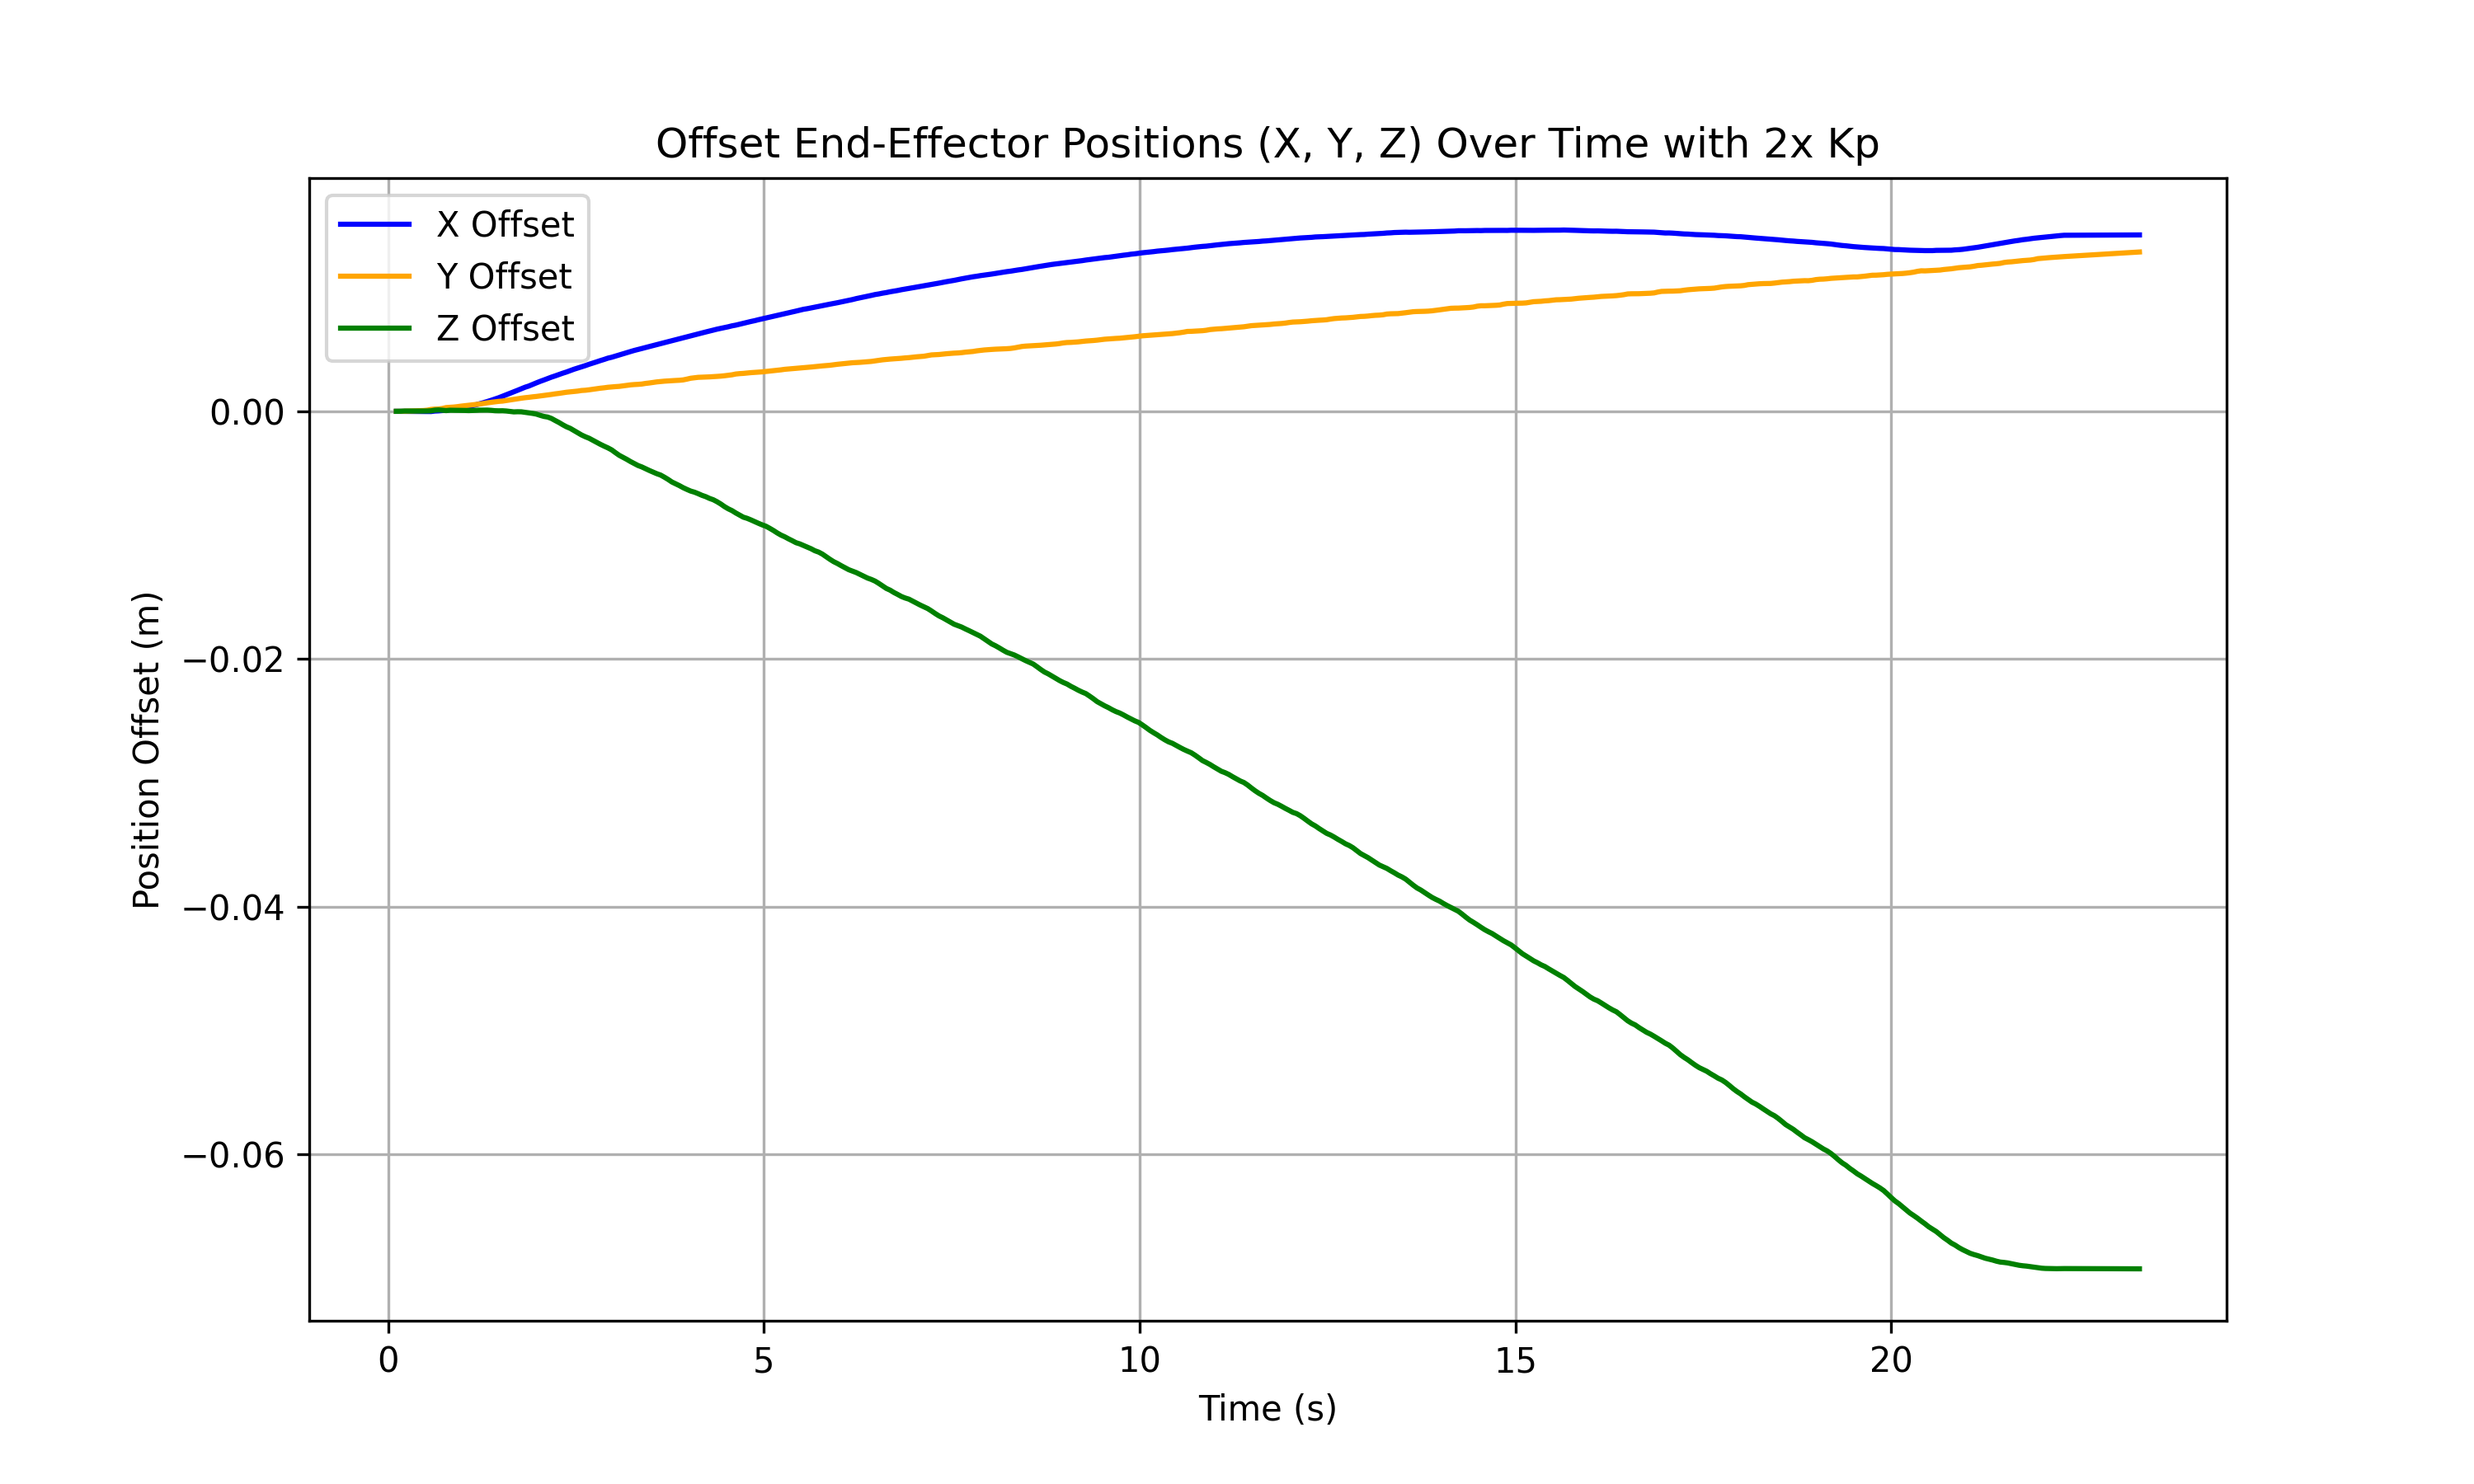 Offset End-Effector Positions (X, Y, Z) Over Time with 2x Kp
X Offset
Y Offset
Z Offset
0.00
−0.02
−0.04
−0.06
Position Offset (m)
0 5 10 15 20
Time (s)